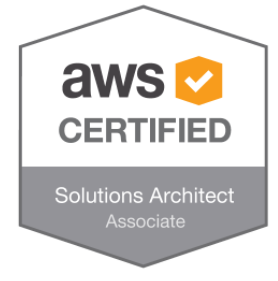 aws
CERTIFIED
Solutions Architect
Associate